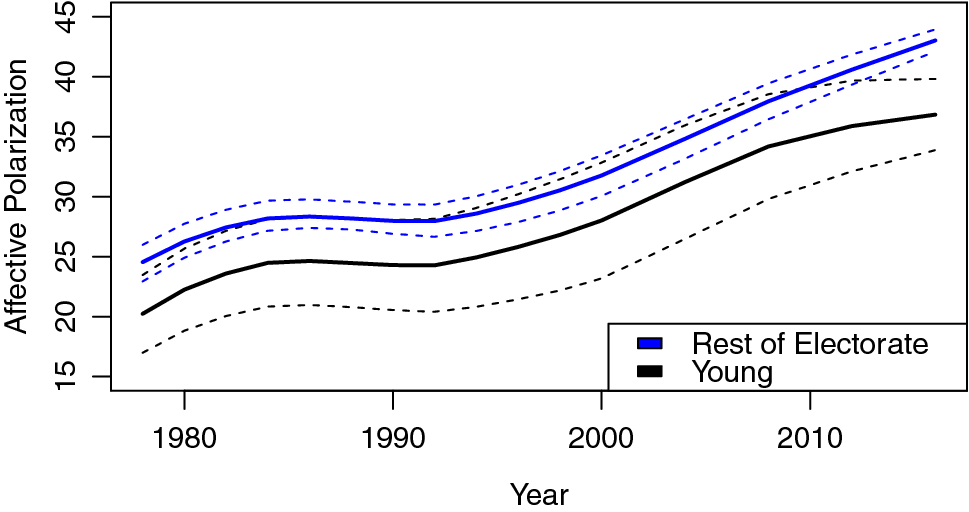 Affective Polarization
45
40
35
30
25
20
15
Rest of Electorate
Young
1980 1990 2000 2010
Year